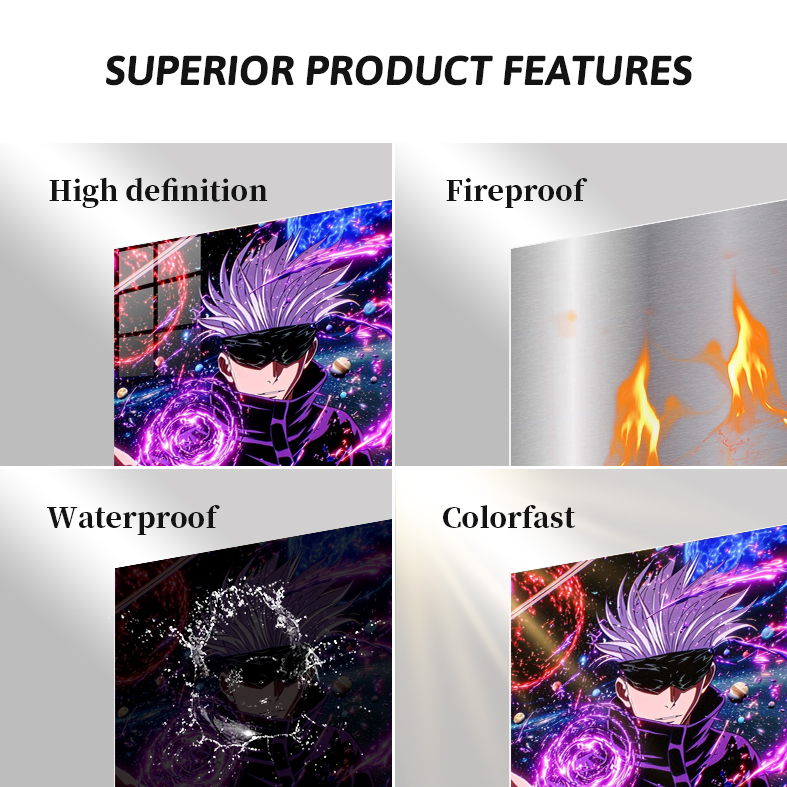 SUPERIOR PRODUCT FEATURES
High definition
Fireproof
Waterproof
Colorfast